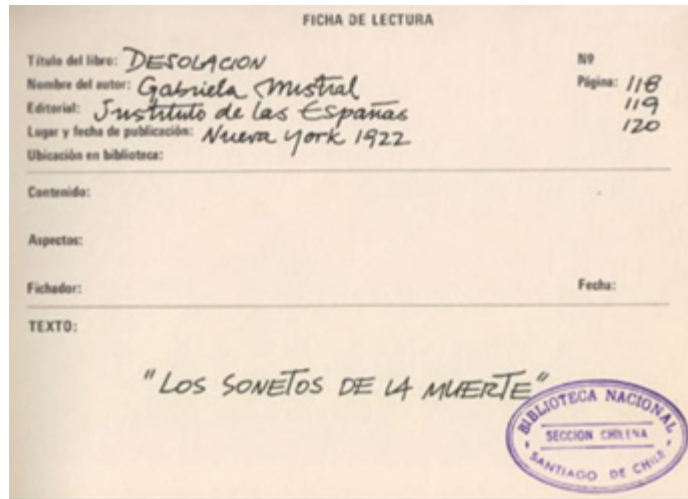 FICHA DE LECTURA
Título del libro: DESOLACION Nº
Nombre del autor: Gabriela Mistral Página: 118
Editorial: Instituto de las Españas 119
Lugar y fecha de publicación: Nueva York 1922 120
Ubicación en biblioteca:
Contenido:
Aspectos:
Fichador: Fecha:
TEXTO:
"LOS SONETOS DE LA MUERTE"
BIBLIOTECA NACIONAL
SECCION CHILENA
SANTIAGO DE CHILE